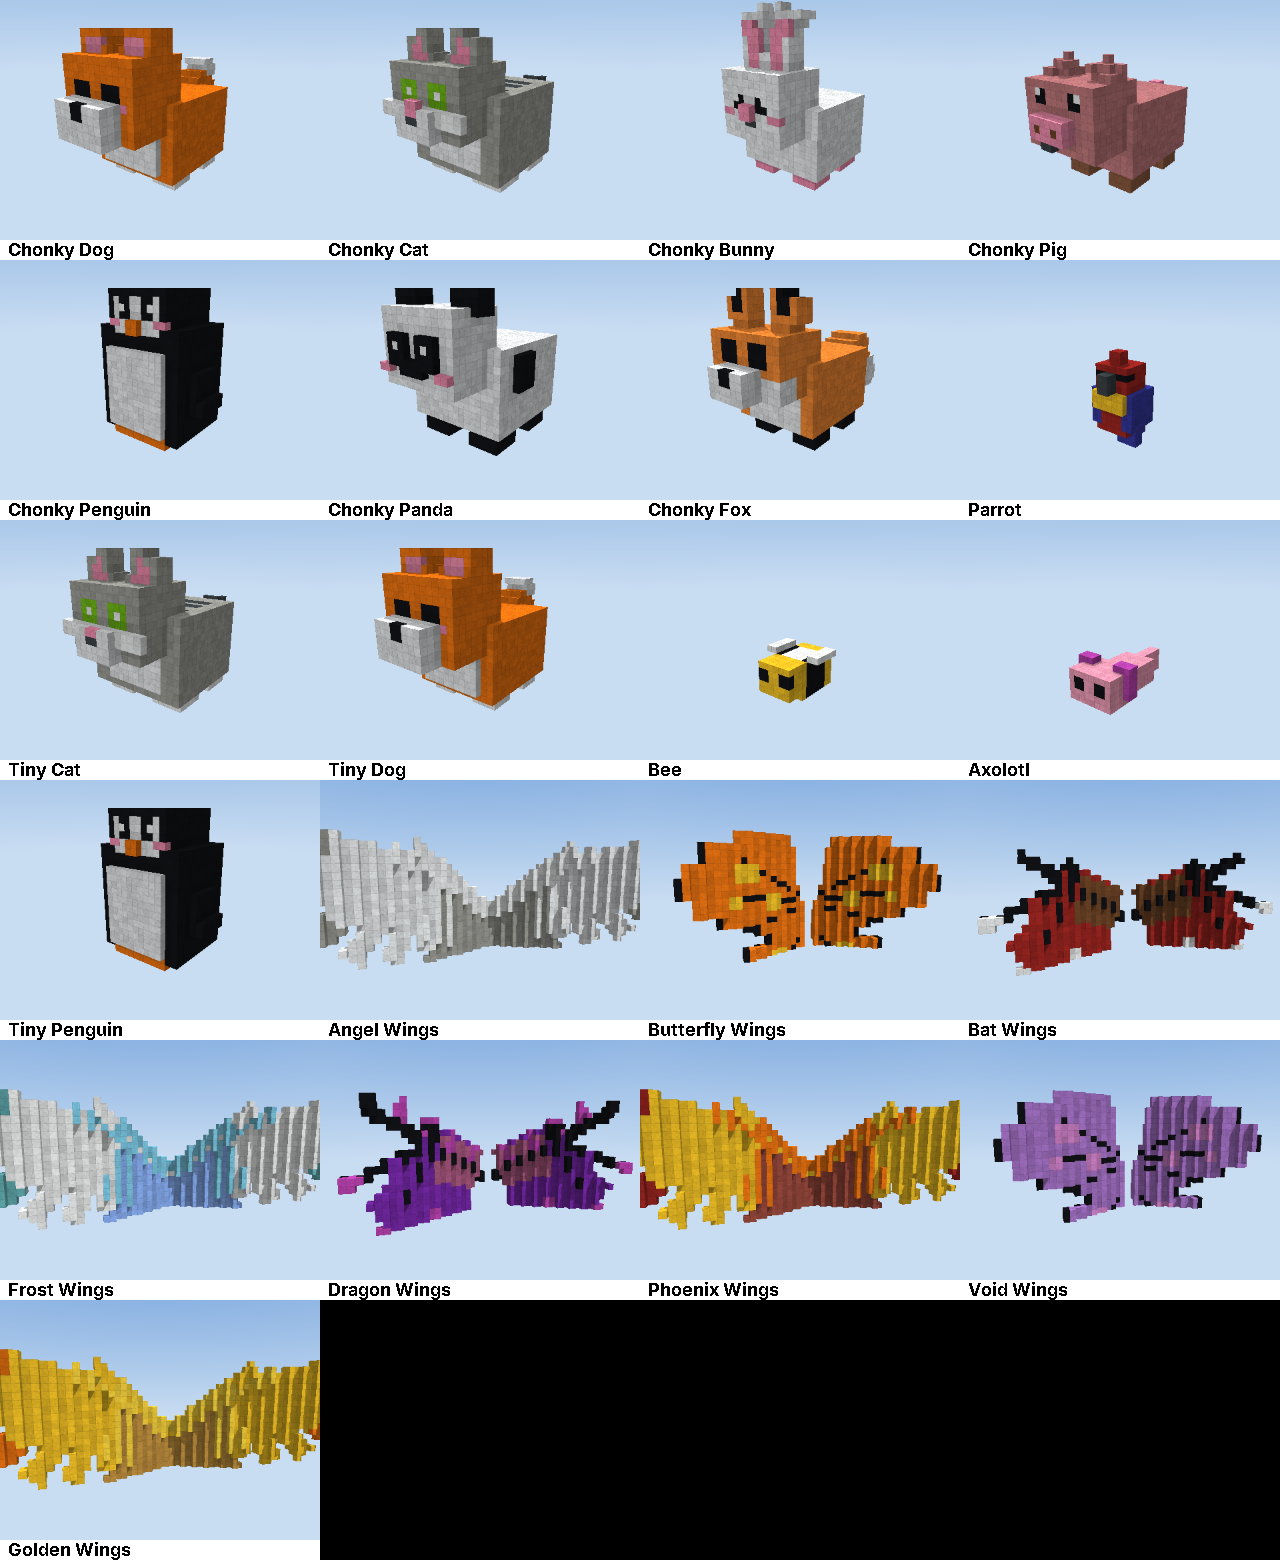 Chonky Dog
Chonky Cat
Chonky Bunny
Chonky Pig
Chonky Penguin
Chonky Panda
Chonky Fox
Parrot
Tiny Cat
Tiny Dog
Bee
Axolotl
Tiny Penguin
Angel Wings
Butterfly Wings
Bat Wings
Frost Wings
Dragon Wings
Phoenix Wings
Void Wings
Golden Wings